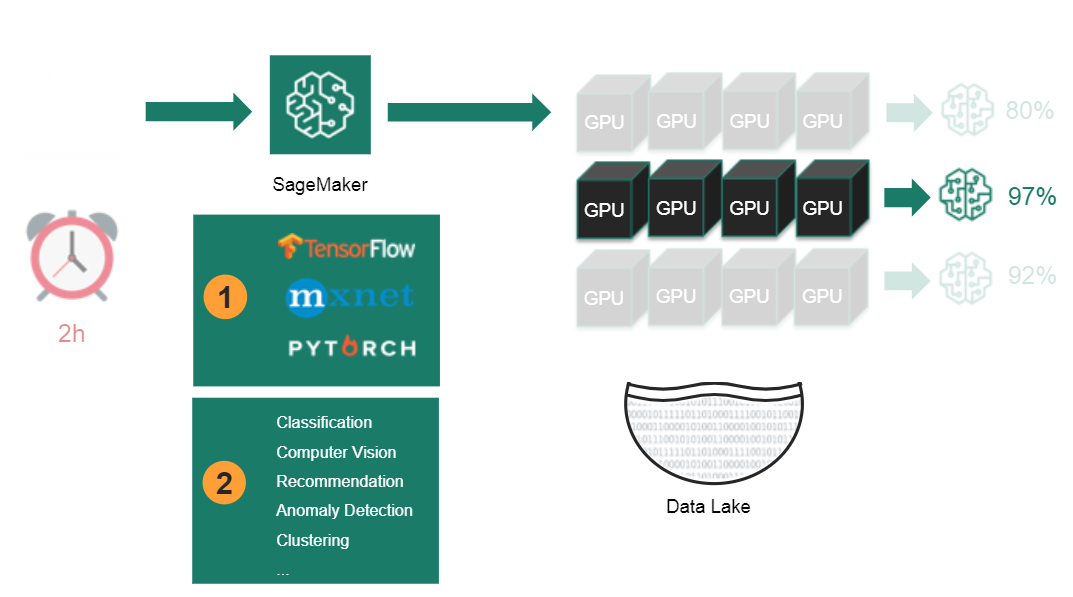 SageMaker
2h
1
TensorFlow
mxnet
PYTORCH
2
Classification
Computer Vision
Recommendation
Anomaly Detection
Clustering
...
GPU GPU GPU GPU 80%
GPU GPU GPU GPU 97%
GPU GPU GPU GPU 92%
Data Lake